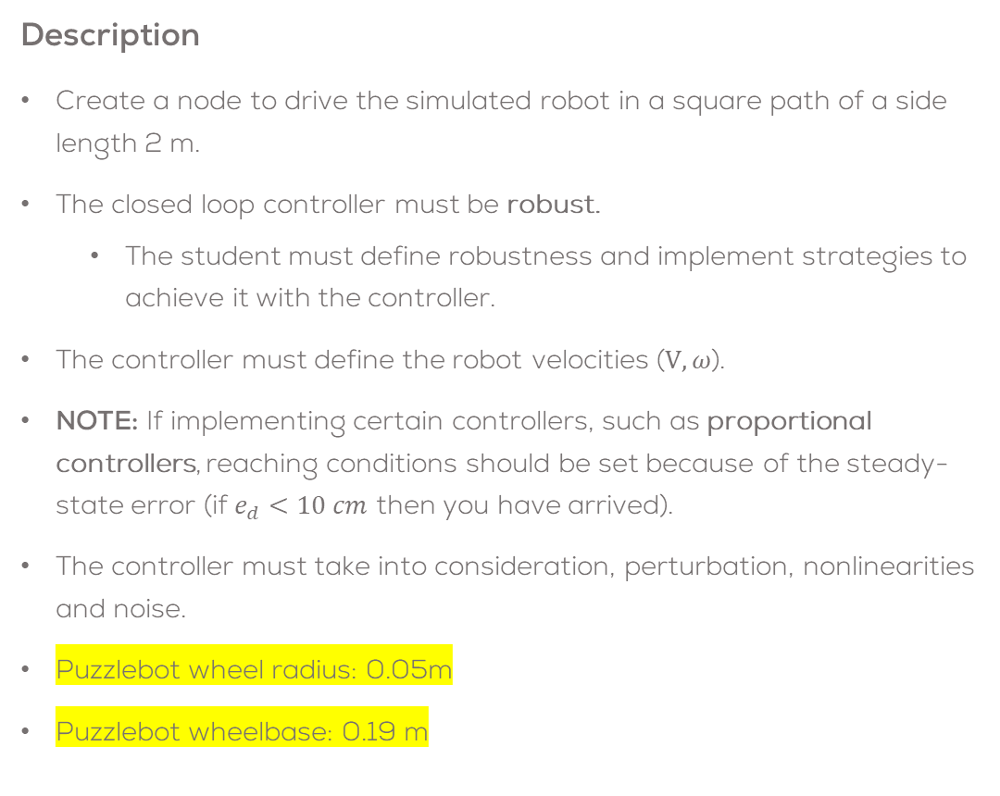 Description
• Create a node to drive the simulated robot in a square path of a side
length 2 m.
• The closed loop controller must be robust.
• The student must define robustness and implement strategies to
achieve it with the controller.
• The controller must define the robot velocities (V, ω).
• NOTE: If implementing certain controllers, such as proportional
controllers, reaching conditions should be set because of the steady-
state error (if e_d < 10 cm then you have arrived).
• The controller must take into consideration, perturbation, nonlinearities
and noise.
• Puzzlebot wheel radius: 0.05m
• Puzzlebot wheelbase: 0.19 m